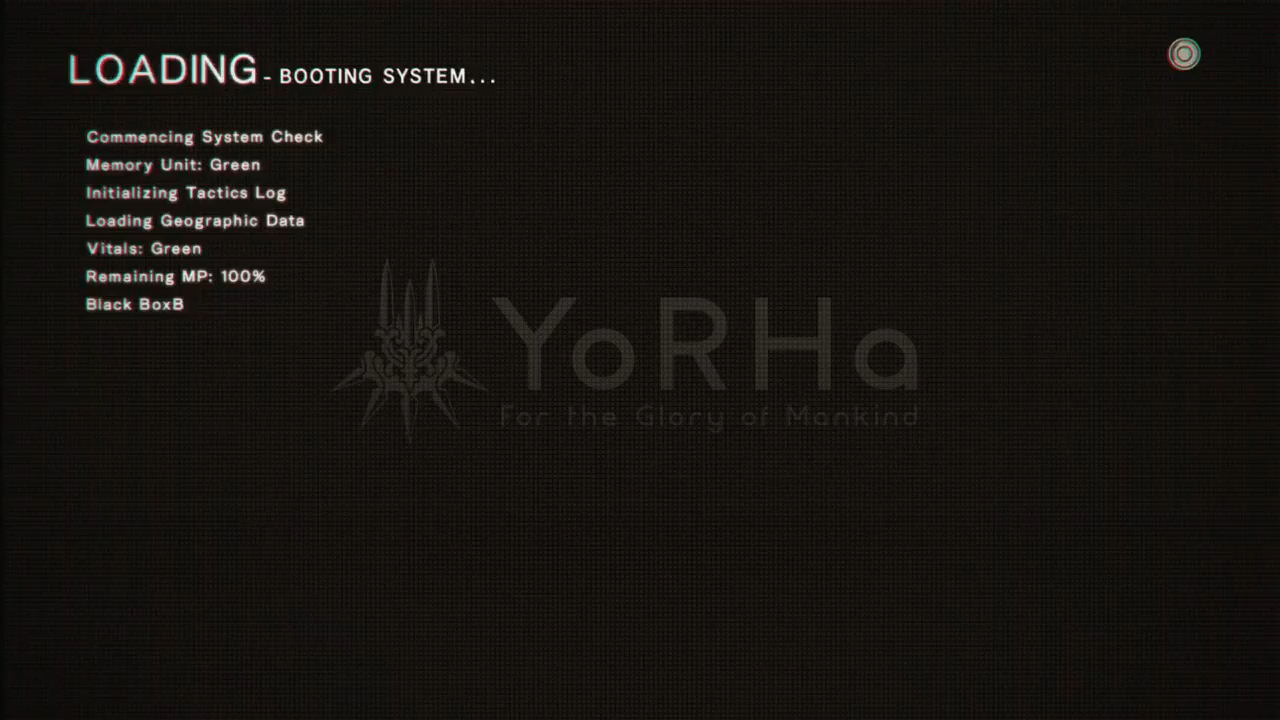 LOADING - BOOTING SYSTEM...
Commencing System Check
Memory Unit: Green
Initializing Tactics Log
Loading Geographic Data
Vitals: Green
Remaining MP: 100%
Black BoxB
YoRHa
For the Glory of Mankind